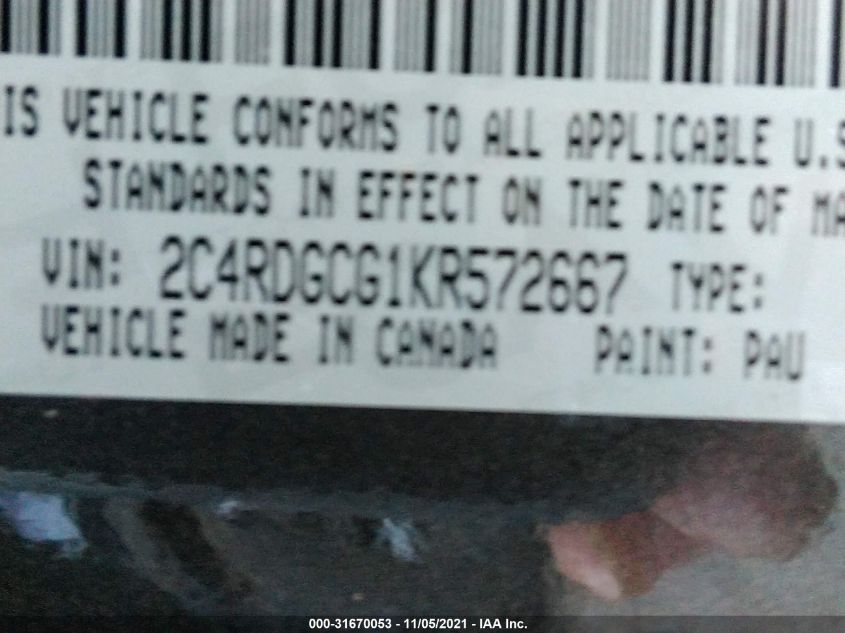 IS VEHICLE CONFORMS TO ALL APPLICABLE U.S
STANDARDS IN EFFECT ON THE DATE OF MA
VIN: 2C4RDGCG1KR572667 TYPE:
VEHICLE MADE IN CANADA PAINT: PAU
000-31670053 - 11/05/2021 - IAA Inc.